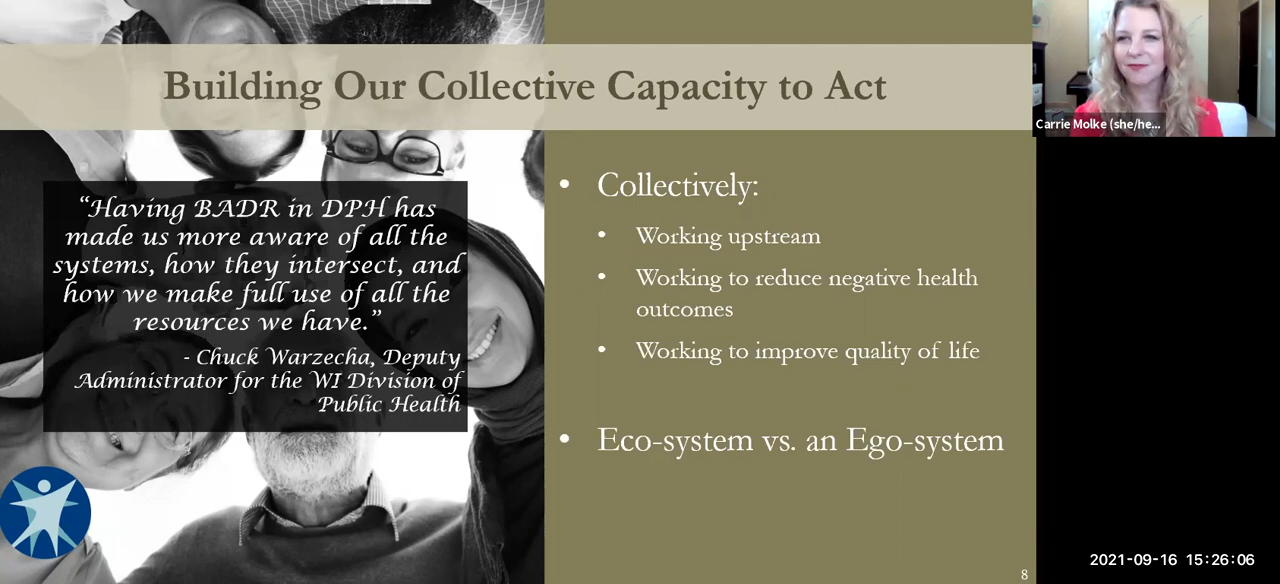 Building Our Collective Capacity to Act
Carrie Molke (she/he...
“Having BADR in DPH has
made us more aware of all the
systems, how they intersect, and
how we make full use of all the
resources we have.”
- Chuck Warzecha, Deputy
Administrator for the WI Division of
Public Health
• Collectively:
• Working upstream
• Working to reduce negative health
outcomes
• Working to improve quality of life
• Eco-system vs. an Ego-system
8
2021-09-16 15:26:06